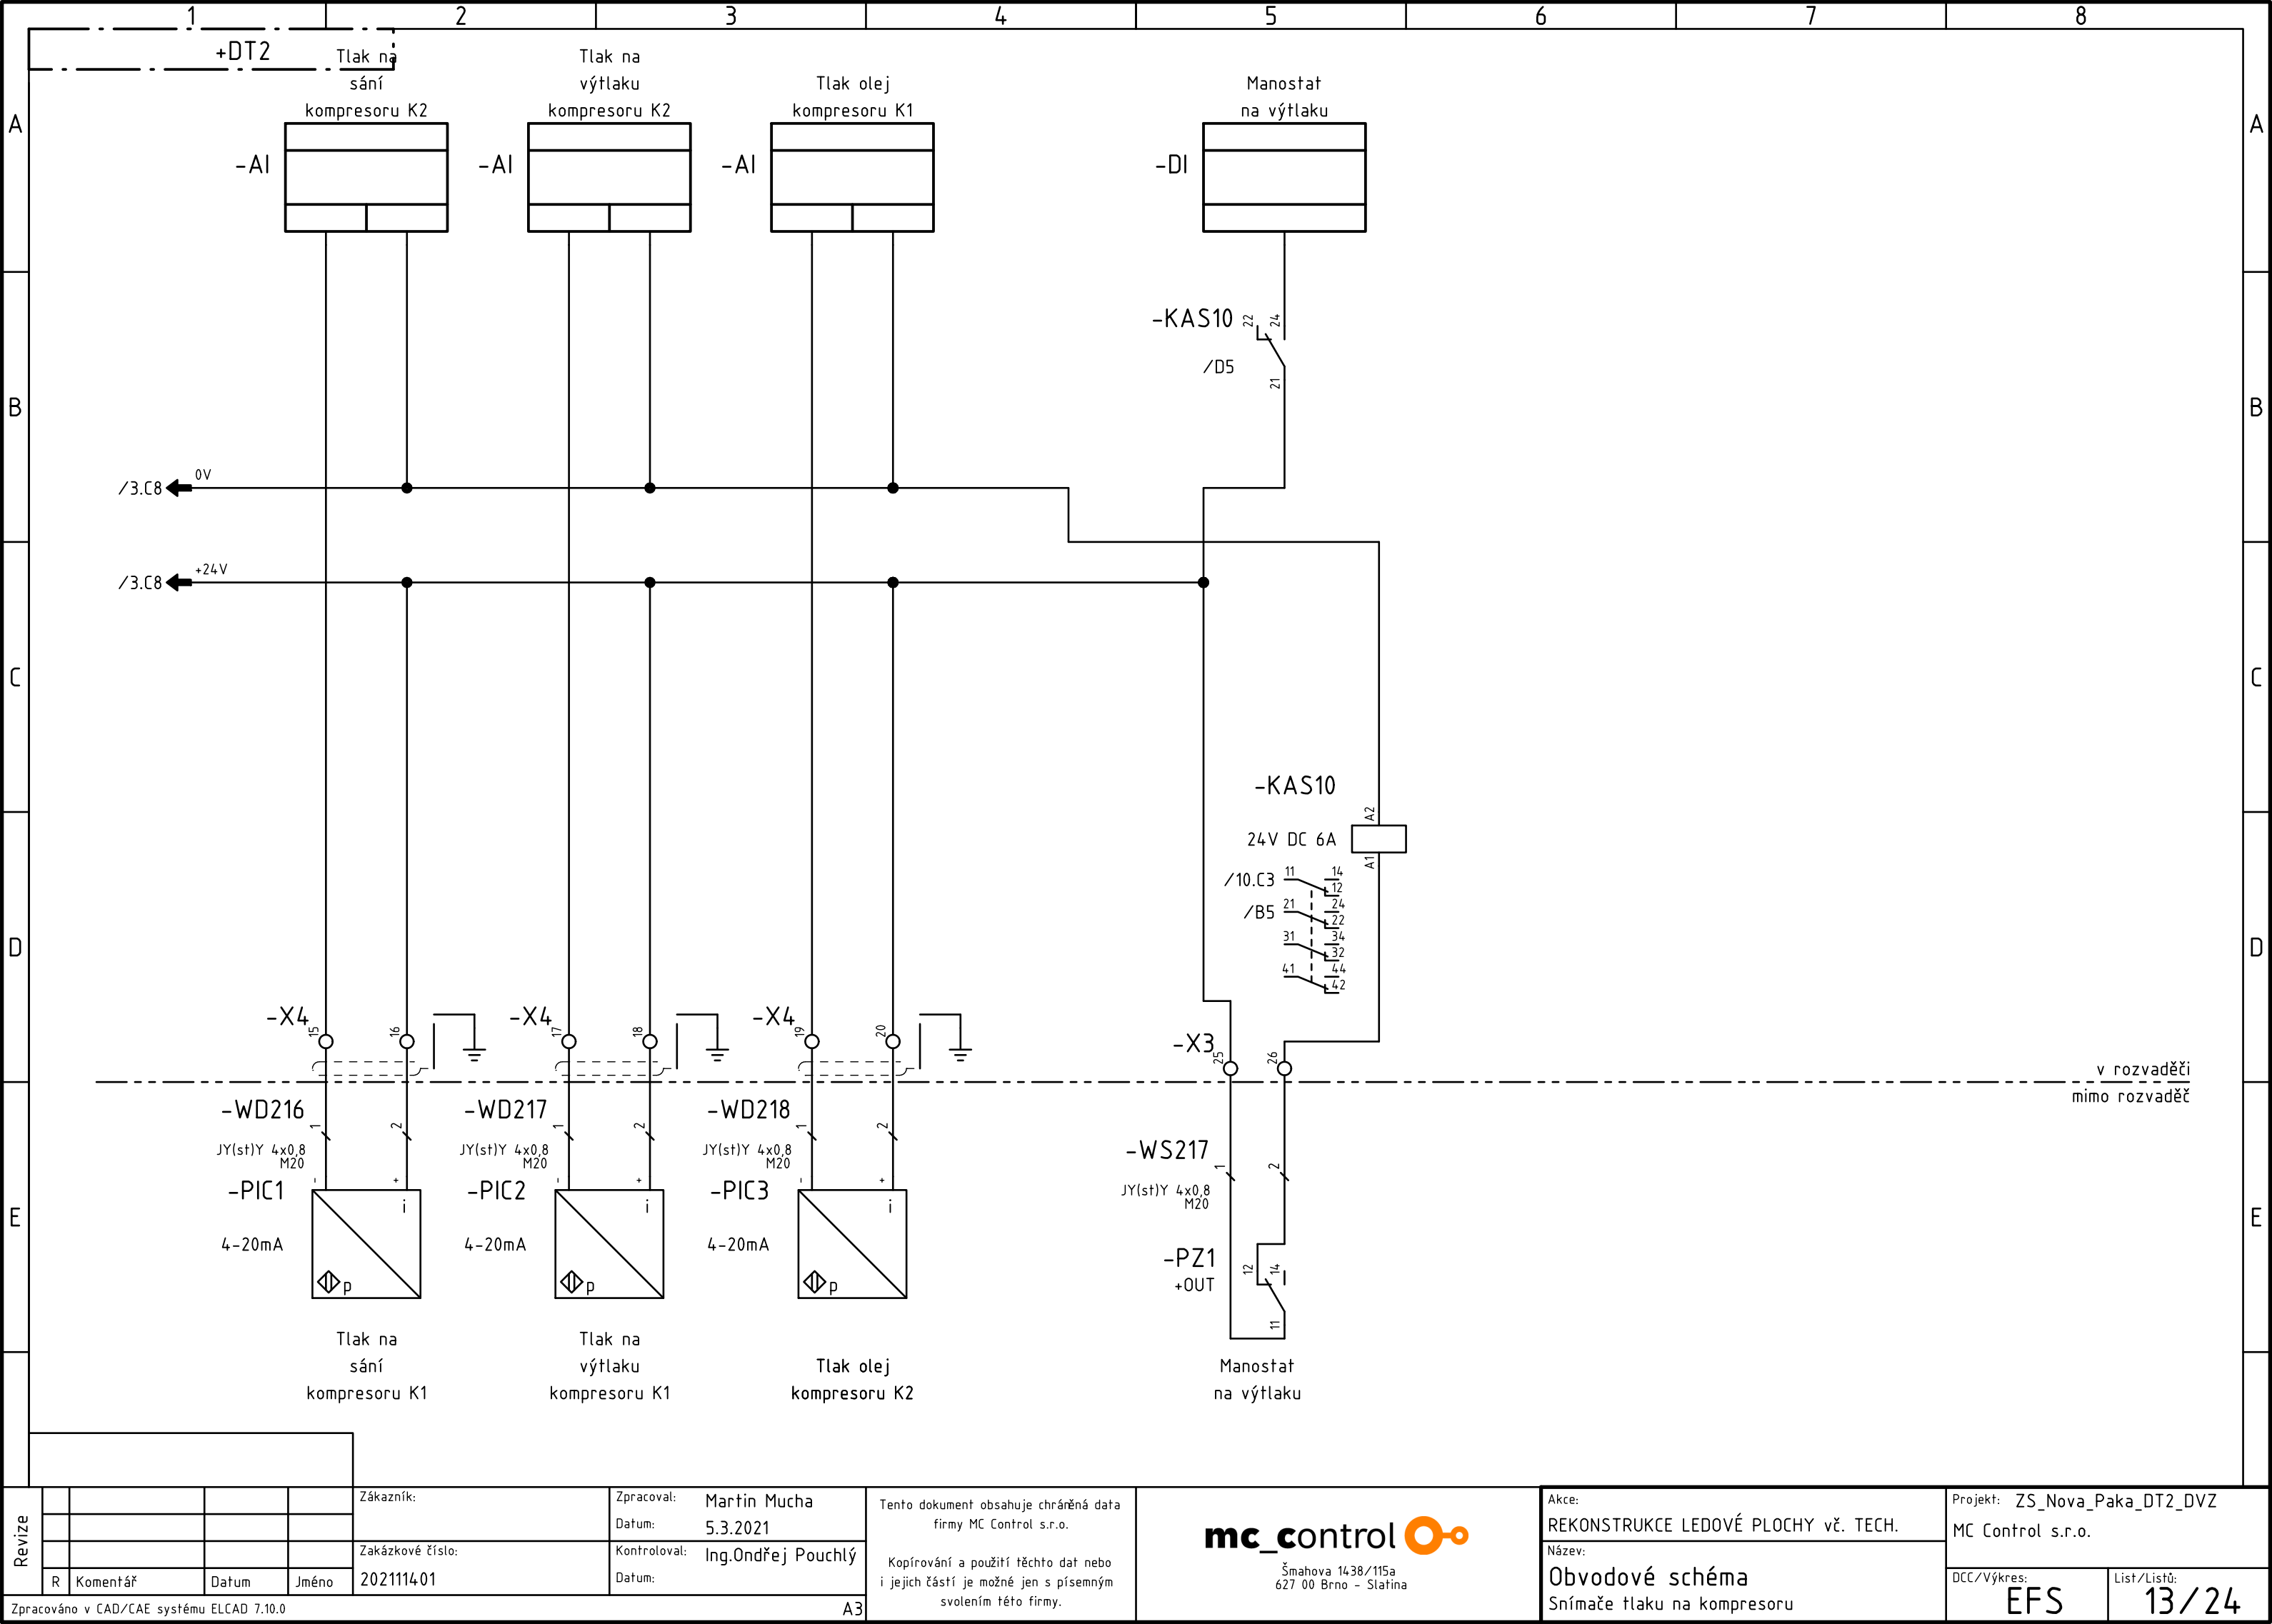 1 2 3 4 5 6 7 8
+DT2
Tlak na
sání
kompresoru K2
Tlak na
výtlaku
kompresoru K2
Tlak olej
kompresoru K1
Manostat
na výtlaku
A
A
-AI
-AI
-AI
-DI
-KAS10
22
24
/D5
21
B
B
/3.C8
0V
/3.C8
+24V
C
C
-KAS10
A2
24V DC 6A
A1
/10.C3
11
14
12
/B5
21
24
22
31
34
32
41
44
42
D
D
-X4
15
16
-X4
17
18
-X4
19
20
-X3
25
26
v rozvaděči
mimo rozvaděč
-WD216
1
2
JY(st)Y 4x0,8
M20
-WD217
1
2
JY(st)Y 4x0,8
M20
-WD218
1
2
JY(st)Y 4x0,8
M20
-WS217
1
2
JY(st)Y 4x0,8
M20
-PIC1
- +
i
4-20mA
p
-PIC2
- +
i
4-20mA
p
-PIC3
- +
i
4-20mA
p
-PZ1
+OUT
12
14
11
E
E
Tlak na
sání
kompresoru K1
Tlak na
výtlaku
kompresoru K1
Tlak olej
kompresoru K2
Manostat
na výtlaku
Revize
R Komentář Datum Jméno
Zákazník:
Zakázkové číslo:
202111401
Zpracoval: Martin Mucha
Datum: 5.3.2021
Kontroloval: Ing.Ondřej Pouchlý
Datum:
Zpracováno v CAD/CAE systému ELCAD 7.10.0
A3
Tento dokument obsahuje chráněná data
firmy MC Control s.r.o.
Kopírování a použití těchto dat nebo
i jejich částí je možné jen s písemným
svolením této firmy.
mc_control
Šmahova 1438/115a
627 00 Brno - Slatina
Akce:
REKONSTRUKCE LEDOVÉ PLOCHY vč. TECH.
Název:
Obvodové schéma
Snímače tlaku na kompresoru
Projekt: ZS_Nova_Paka_DT2_DVZ
MC Control s.r.o.
DCC/Výkres:
EFS
List/Listů:
13/24